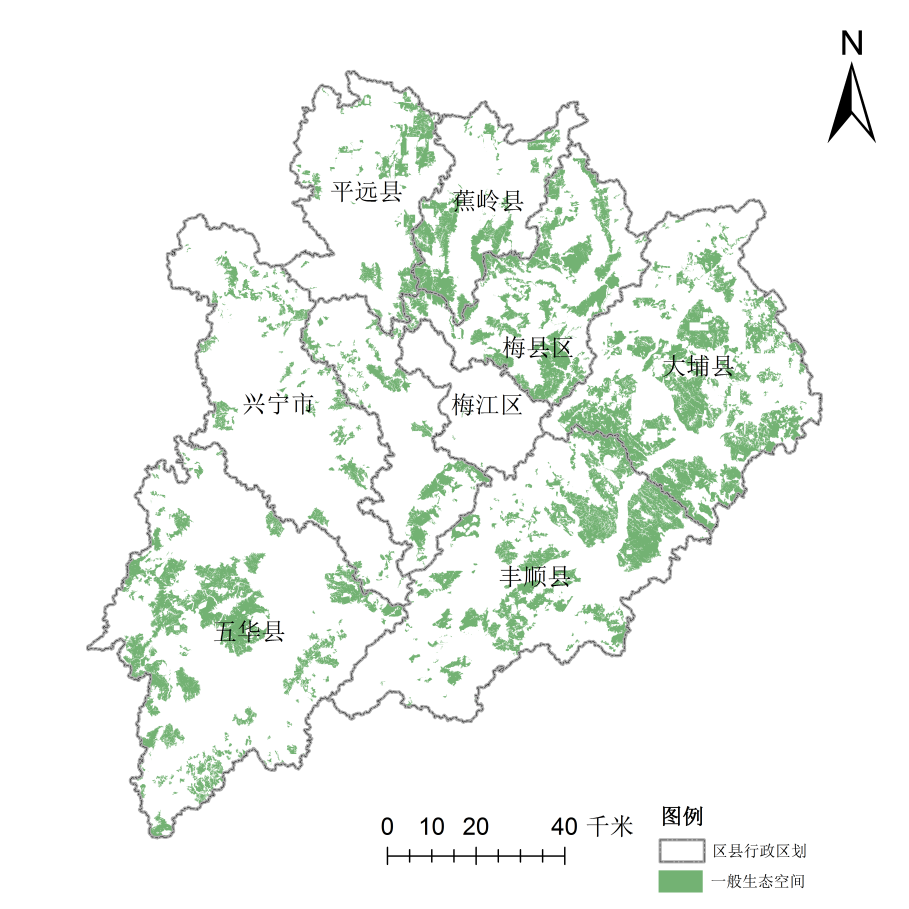 N
平远县
蕉岭县
梅县区
大埔县
兴宁市
梅江区
丰顺县
五华县
图例
0 10 20 40 千米
区县行政区划
一般生态空间